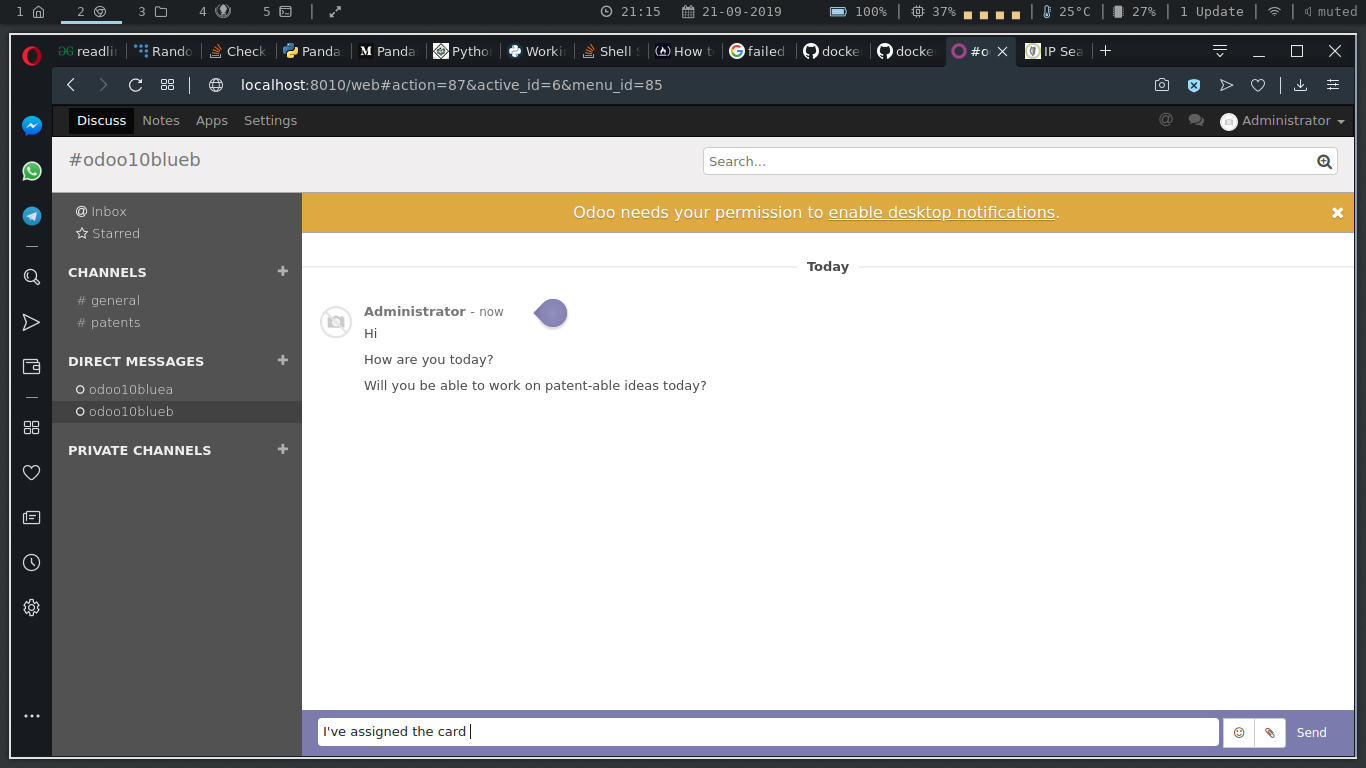 1 2 3 4 5 21:15 21-09-2019 100% 37% 25°C 27% 1 Update muted
readli Rando Check Panda Panda Pytho Worki Shell S How t failed docke docke #o IP Sea
localhost:8010/web#action=87&active_id=6&menu_id=85
Discuss Notes Apps Settings @ Administrator
#odoo10blueb Search...
Inbox
Starred
CHANNELS +
# general
# patents
DIRECT MESSAGES +
odoo10bluea
odoo10blueb
PRIVATE CHANNELS +
Odoo needs your permission to enable desktop notifications.
Today
Administrator - now
Hi
How are you today?
Will you be able to work on patent-able ideas today?
I've assigned the card
Send